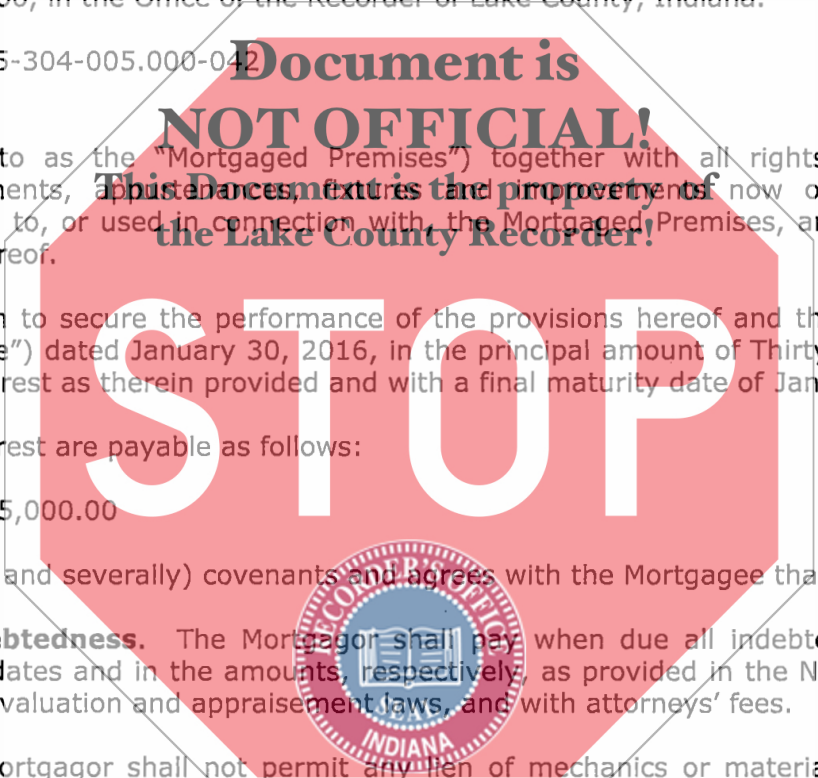 00, in the Office of the Recorder of Lake County, Indiana.
5-304-005.000-042
Document is
NOT OFFICIAL!
to as the “Mortgaged Premises”) together with all rights
ents, appurtenances, fixtures and improvements now o
This Document is the property of
to, or used in connection with, the Mortgaged Premises, an
the Lake County Recorder!
reof.
n to secure the performance of the provisions hereof and th
e”) dated January 30, 2016, in the principal amount of Thirty
rest as therein provided and with a final maturity date of Jan
STOP
rest are payable as follows:
5,000.00
and severally) covenants and agrees with the Mortgagee tha
RECORDER'S OFFICE
ebtedness. The Mortgagor shall pay when due all indebte
dates and in the amounts, respectively, as provided in the N
valuation and appraisement laws, and with attorneys’ fees.
SEAL
INDIANA
ortgagor shall not permit any lien of mechanics or materia